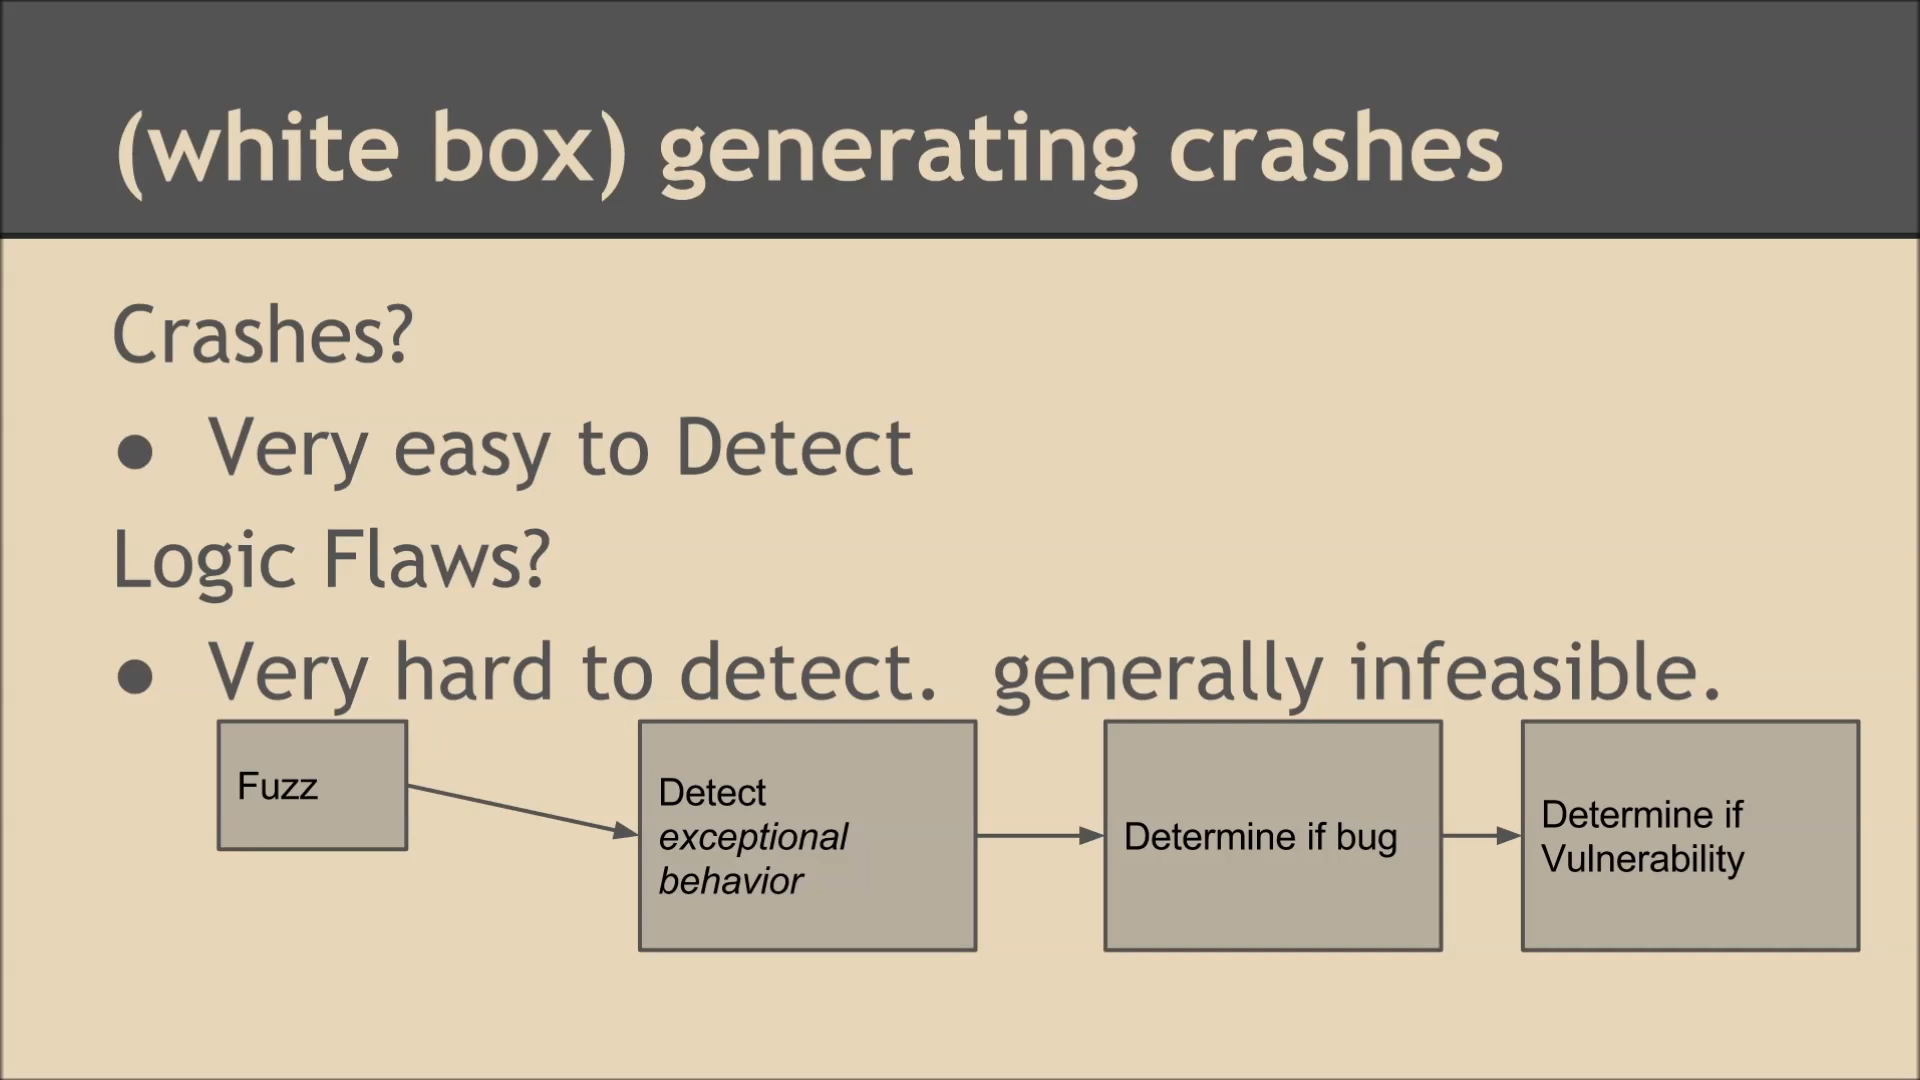 (white box) generating crashes
Crashes?
● Very easy to Detect
Logic Flaws?
● Very hard to detect. generally infeasible.
Fuzz
Detect
exceptional
behavior
Determine if bug
Determine if
Vulnerability